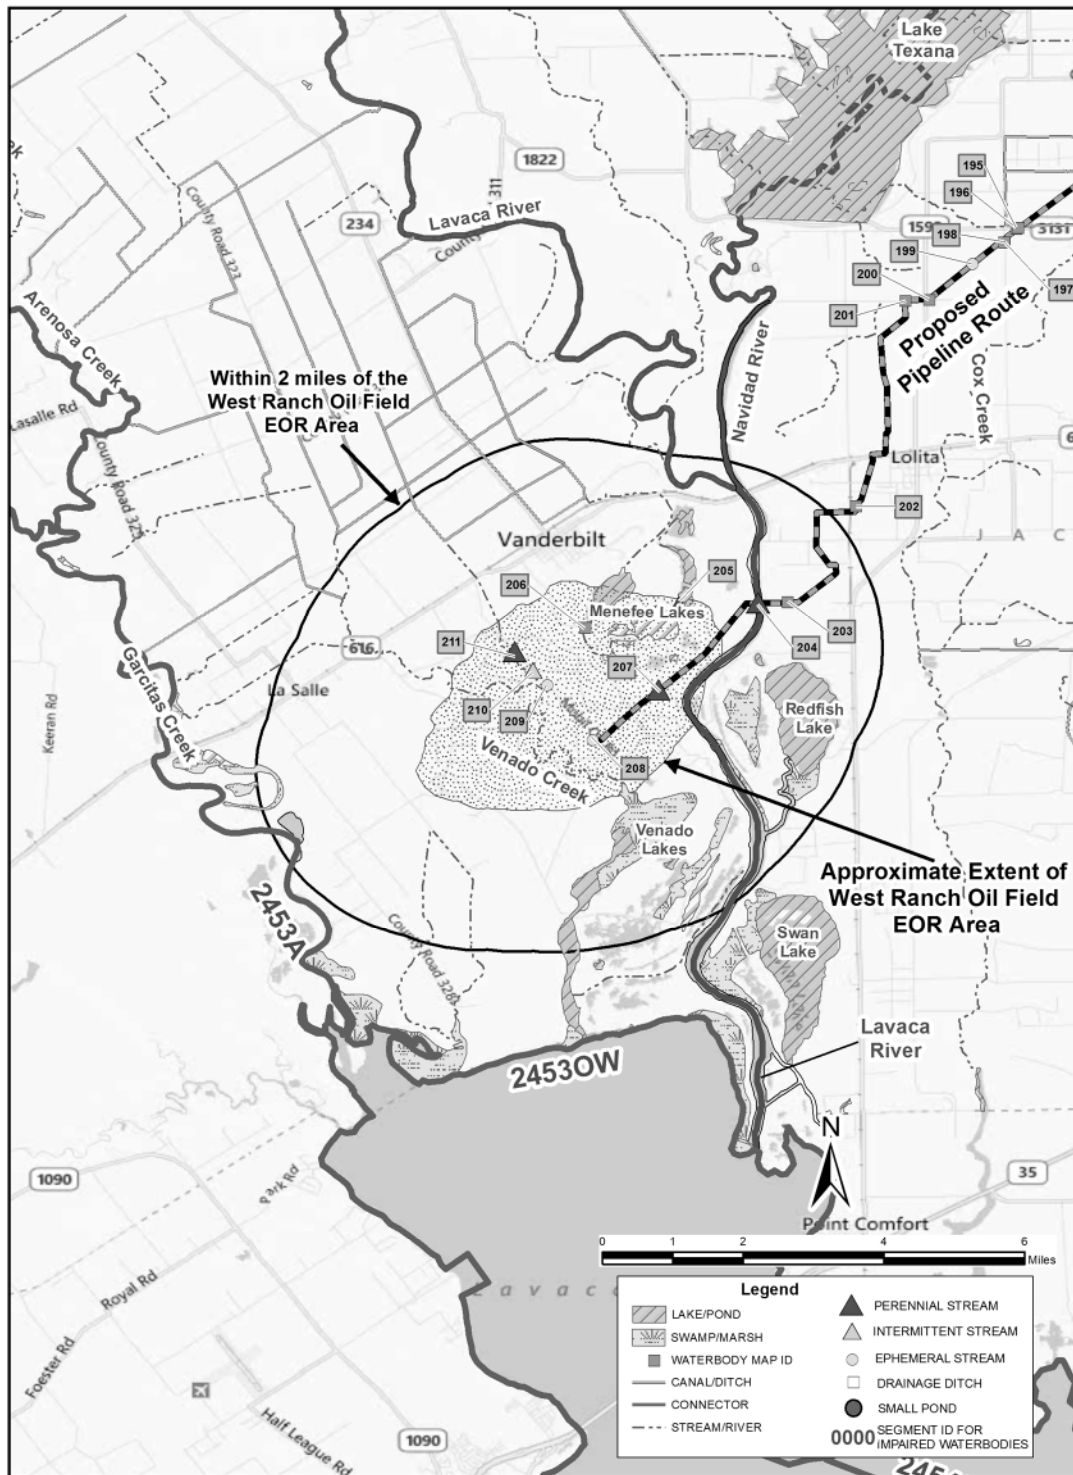 Lake
Texana
1822
195
196
County Road 323
County
311
234
Lavaca River
159
3131
198
199
197
200
201
Proposed
Pipeline Route
Arenosa Creek
Navidad River
Cox Creek
Within 2 miles of the
West Ranch Oil Field
EOR Area
Lasalle Rd
County Road 325
Lolita
202
J A C
Vanderbilt
206
205
Menefee Lakes
203
204
211
616
207
Garcitas Creek
La Salle
Keeran Rd
210
209
Redfish
Lake
Venado Creek
208
Venado
Lakes
Approximate Extent of
West Ranch Oil Field
EOR Area
2453A
County Road 328
Swan
Lake
Lavaca
River
2453OW
N
1090
Park Rd
35
Point Comfort
0 1 2 4 6
Miles
Royal Rd
Lavaca
Foester Rd
Half League Rd
1090
Legend
LAKE/POND
SWAMP/MARSH
WATERBODY MAP ID
CANAL/DITCH
CONNECTOR
STREAM/RIVER
PERENNIAL STREAM
INTERMITTENT STREAM
EPHEMERAL STREAM
DRAINAGE DITCH
SMALL POND
0000 SEGMENT ID FOR
IMPAIRED WATERBODIES